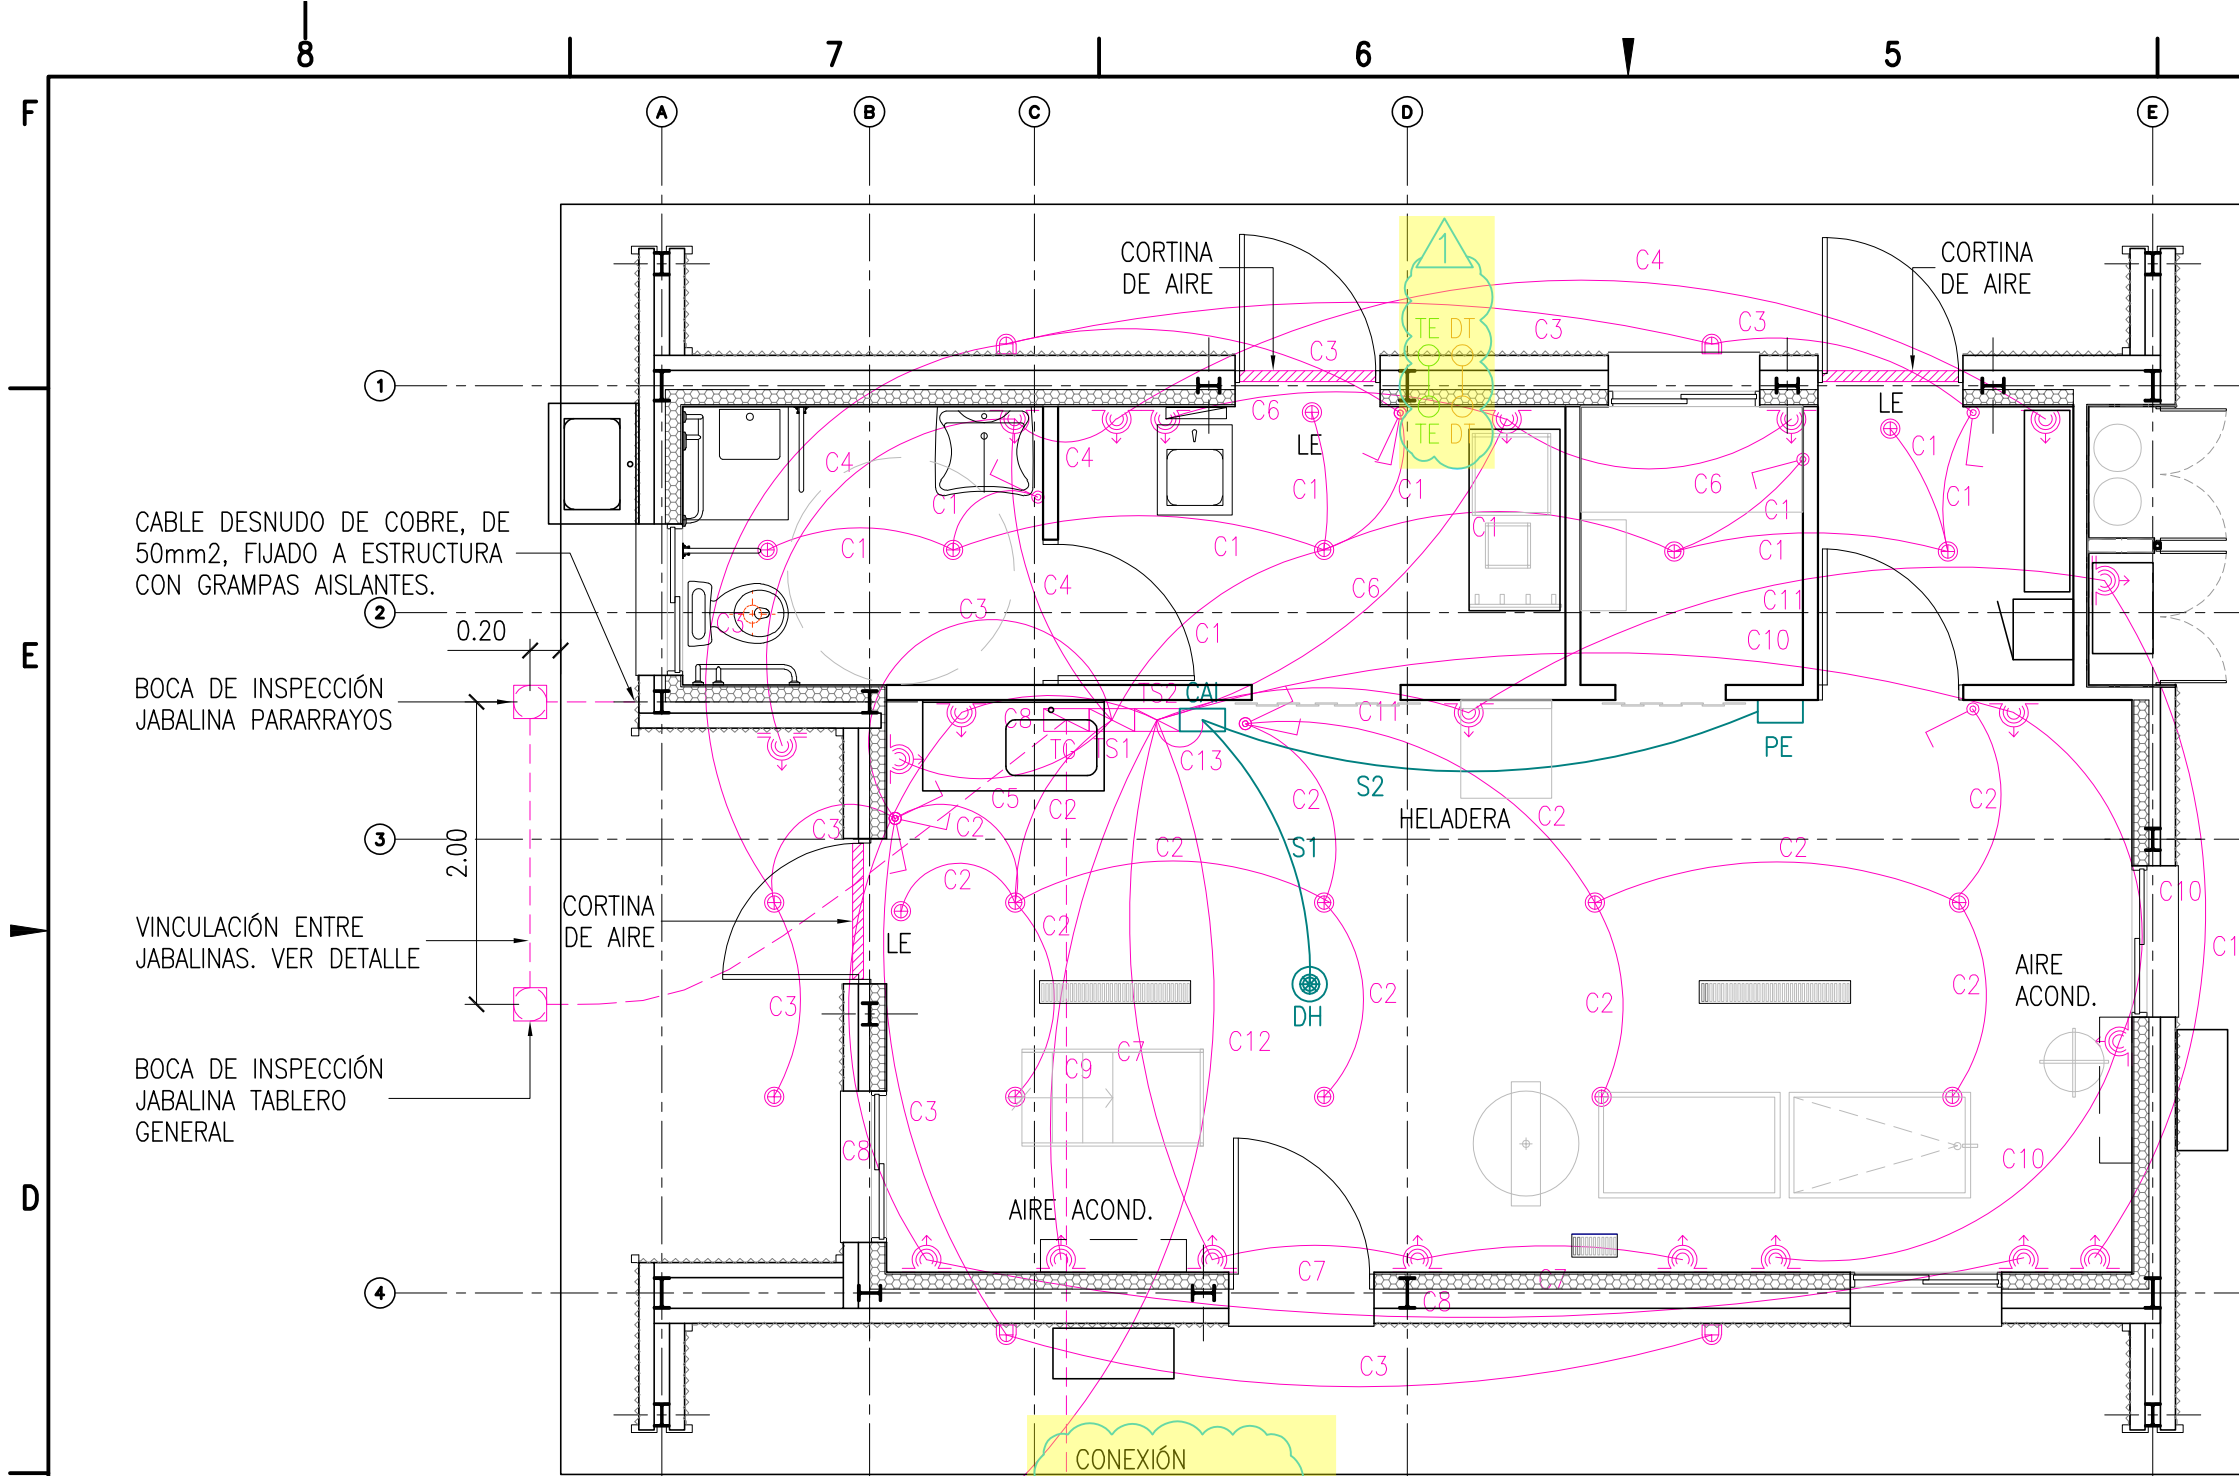 8
7
6
5
F
A
B
C
D
E
CORTINA
DE AIRE
1
CORTINA
DE AIRE
C4
TE DT
C3
C3
C3
1
C6
LE
LE
TE DT
C1
C4
C4
C6
C1
C1
C1
C1
C1
CABLE DESNUDO DE COBRE, DE
50mm2, FIJADO A ESTRUCTURA
CON GRAMPAS AISLANTES.
C1
C1
C1
C1
C4
C6
C11
2
C3
C3
0.20
C1
C10
E
BOCA DE INSPECCIÓN
JABALINA PARARRAYOS
TS2
CAI
C8
C11
TG
TS1
C13
PE
S2
C5
C2
C2
HELADERA
C2
C2
C3
C2
3
2.00
C2
S1
C2
C2
C10
CORTINA
DE AIRE
VINCULACIÓN ENTRE
JABALINAS. VER DETALLE
LE
C2
C1
AIRE
ACOND.
C3
C2
C2
C2
DH
C12
C7
C9
BOCA DE INSPECCIÓN
JABALINA TABLERO
GENERAL
C3
C8
C10
D
AIRE ACOND.
C7
C7
4
C8
C3
CONEXIÓN